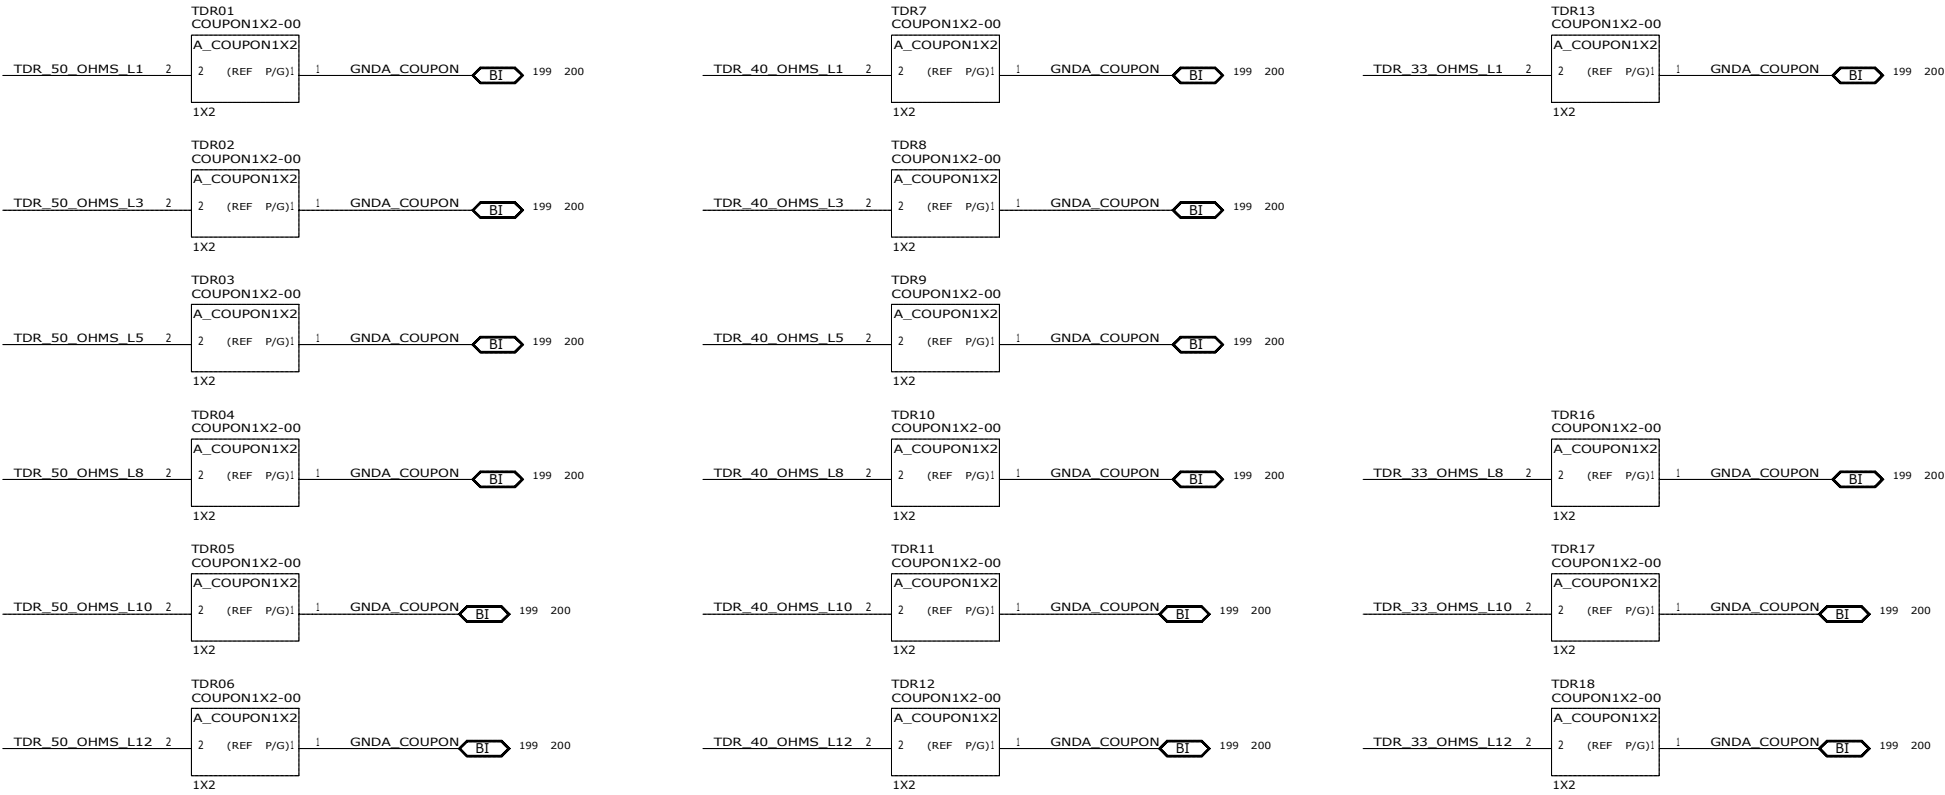 TDR01
COUPON1X2-00
A_COUPON1X2
TDR_50_OHMS_L1 2 2 (REF P/G)1 1 GNDA_COUPON BI 199 200
1X2
TDR7
COUPON1X2-00
A_COUPON1X2
TDR_40_OHMS_L1 2 2 (REF P/G)1 1 GNDA_COUPON BI 199 200
1X2
TDR13
COUPON1X2-00
A_COUPON1X2
TDR_33_OHMS_L1 2 2 (REF P/G)1 1 GNDA_COUPON BI 199 200
1X2
TDR02
COUPON1X2-00
A_COUPON1X2
TDR_50_OHMS_L3 2 2 (REF P/G)1 1 GNDA_COUPON BI 199 200
1X2
TDR8
COUPON1X2-00
A_COUPON1X2
TDR_40_OHMS_L3 2 2 (REF P/G)1 1 GNDA_COUPON BI 199 200
1X2
TDR03
COUPON1X2-00
A_COUPON1X2
TDR_50_OHMS_L5 2 2 (REF P/G)1 1 GNDA_COUPON BI 199 200
1X2
TDR9
COUPON1X2-00
A_COUPON1X2
TDR_40_OHMS_L5 2 2 (REF P/G)1 1 GNDA_COUPON BI 199 200
1X2
TDR04
COUPON1X2-00
A_COUPON1X2
TDR_50_OHMS_L8 2 2 (REF P/G)1 1 GNDA_COUPON BI 199 200
1X2
TDR10
COUPON1X2-00
A_COUPON1X2
TDR_40_OHMS_L8 2 2 (REF P/G)1 1 GNDA_COUPON BI 199 200
1X2
TDR16
COUPON1X2-00
A_COUPON1X2
TDR_33_OHMS_L8 2 2 (REF P/G)1 1 GNDA_COUPON BI 199 200
1X2
TDR05
COUPON1X2-00
A_COUPON1X2
TDR_50_OHMS_L10 2 2 (REF P/G)1 1 GNDA_COUPON BI 199 200
1X2
TDR11
COUPON1X2-00
A_COUPON1X2
TDR_40_OHMS_L10 2 2 (REF P/G)1 1 GNDA_COUPON BI 199 200
1X2
TDR17
COUPON1X2-00
A_COUPON1X2
TDR_33_OHMS_L10 2 2 (REF P/G)1 1 GNDA_COUPON BI 199 200
1X2
TDR06
COUPON1X2-00
A_COUPON1X2
TDR_50_OHMS_L12 2 2 (REF P/G)1 1 GNDA_COUPON BI 199 200
1X2
TDR12
COUPON1X2-00
A_COUPON1X2
TDR_40_OHMS_L12 2 2 (REF P/G)1 1 GNDA_COUPON BI 199 200
1X2
TDR18
COUPON1X2-00
A_COUPON1X2
TDR_33_OHMS_L12 2 2 (REF P/G)1 1 GNDA_COUPON BI 199 200
1X2